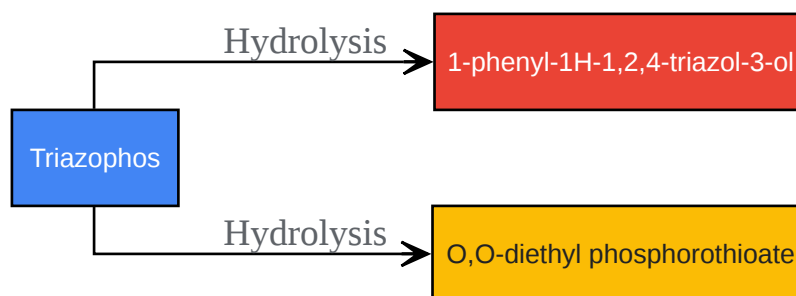 Hydrolysis
1-phenyl-1H-1,2,4-triazol-3-ol
Triazophos
Hydrolysis
O,O-diethyl phosphorothioate